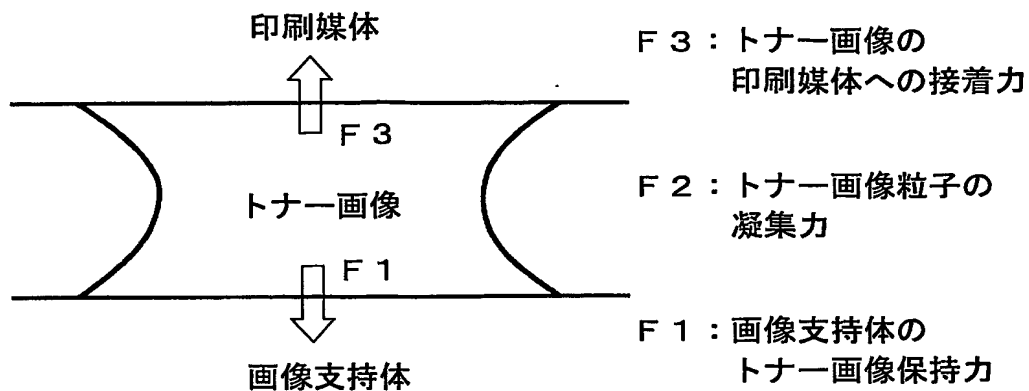 印刷媒体
F3
トナー画像
F1
画像支持体
F3:トナー画像の
印刷媒体への接着力
F2:トナー画像粒子の
凝集力
F1:画像支持体の
トナー画像保持力